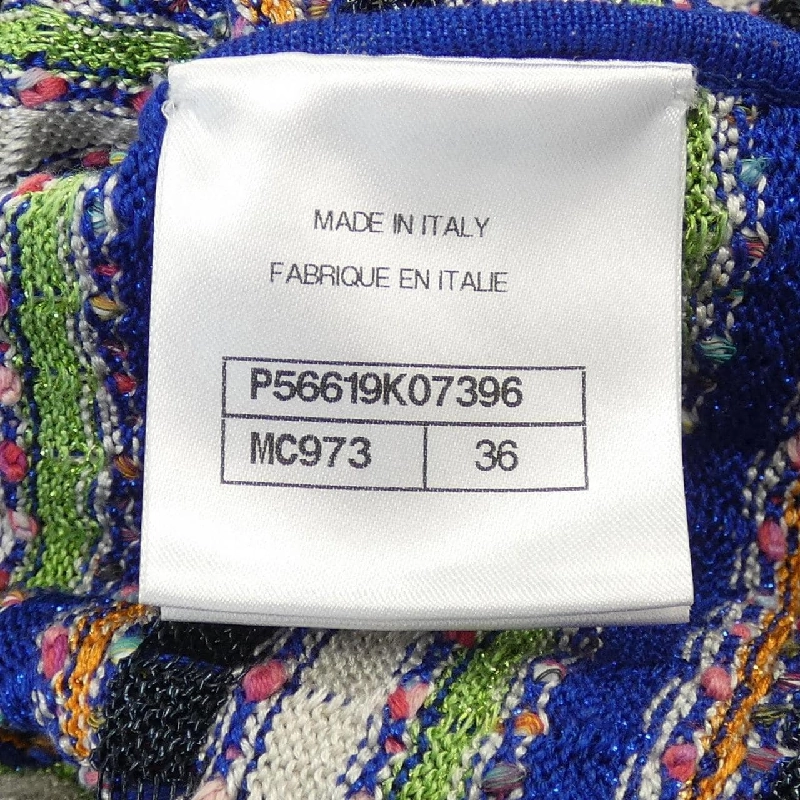 MADE IN ITALY
FABRIQUE EN ITALIE
P56619K07396
MC973 36